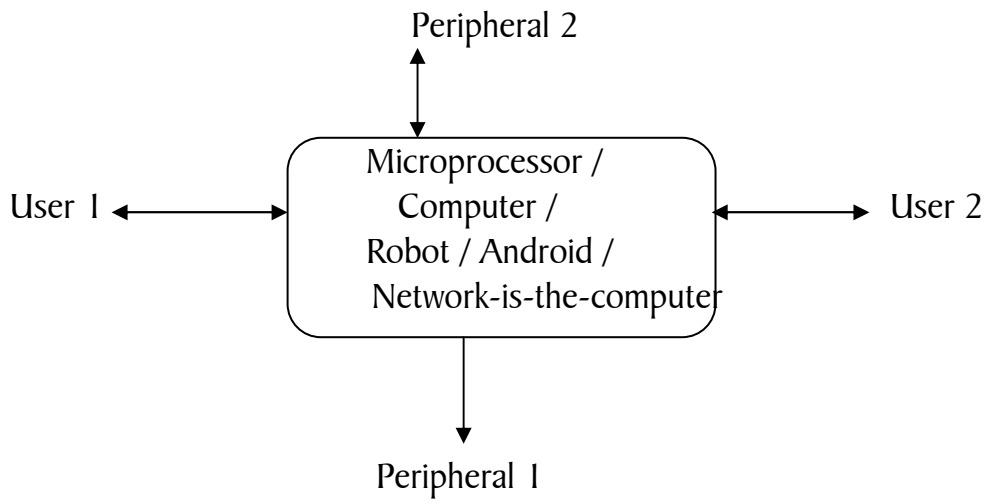 Peripheral 2
Microprocessor /
User 1
Computer /
User 2
Robot / Android /
Network-is-the-computer
Peripheral 1